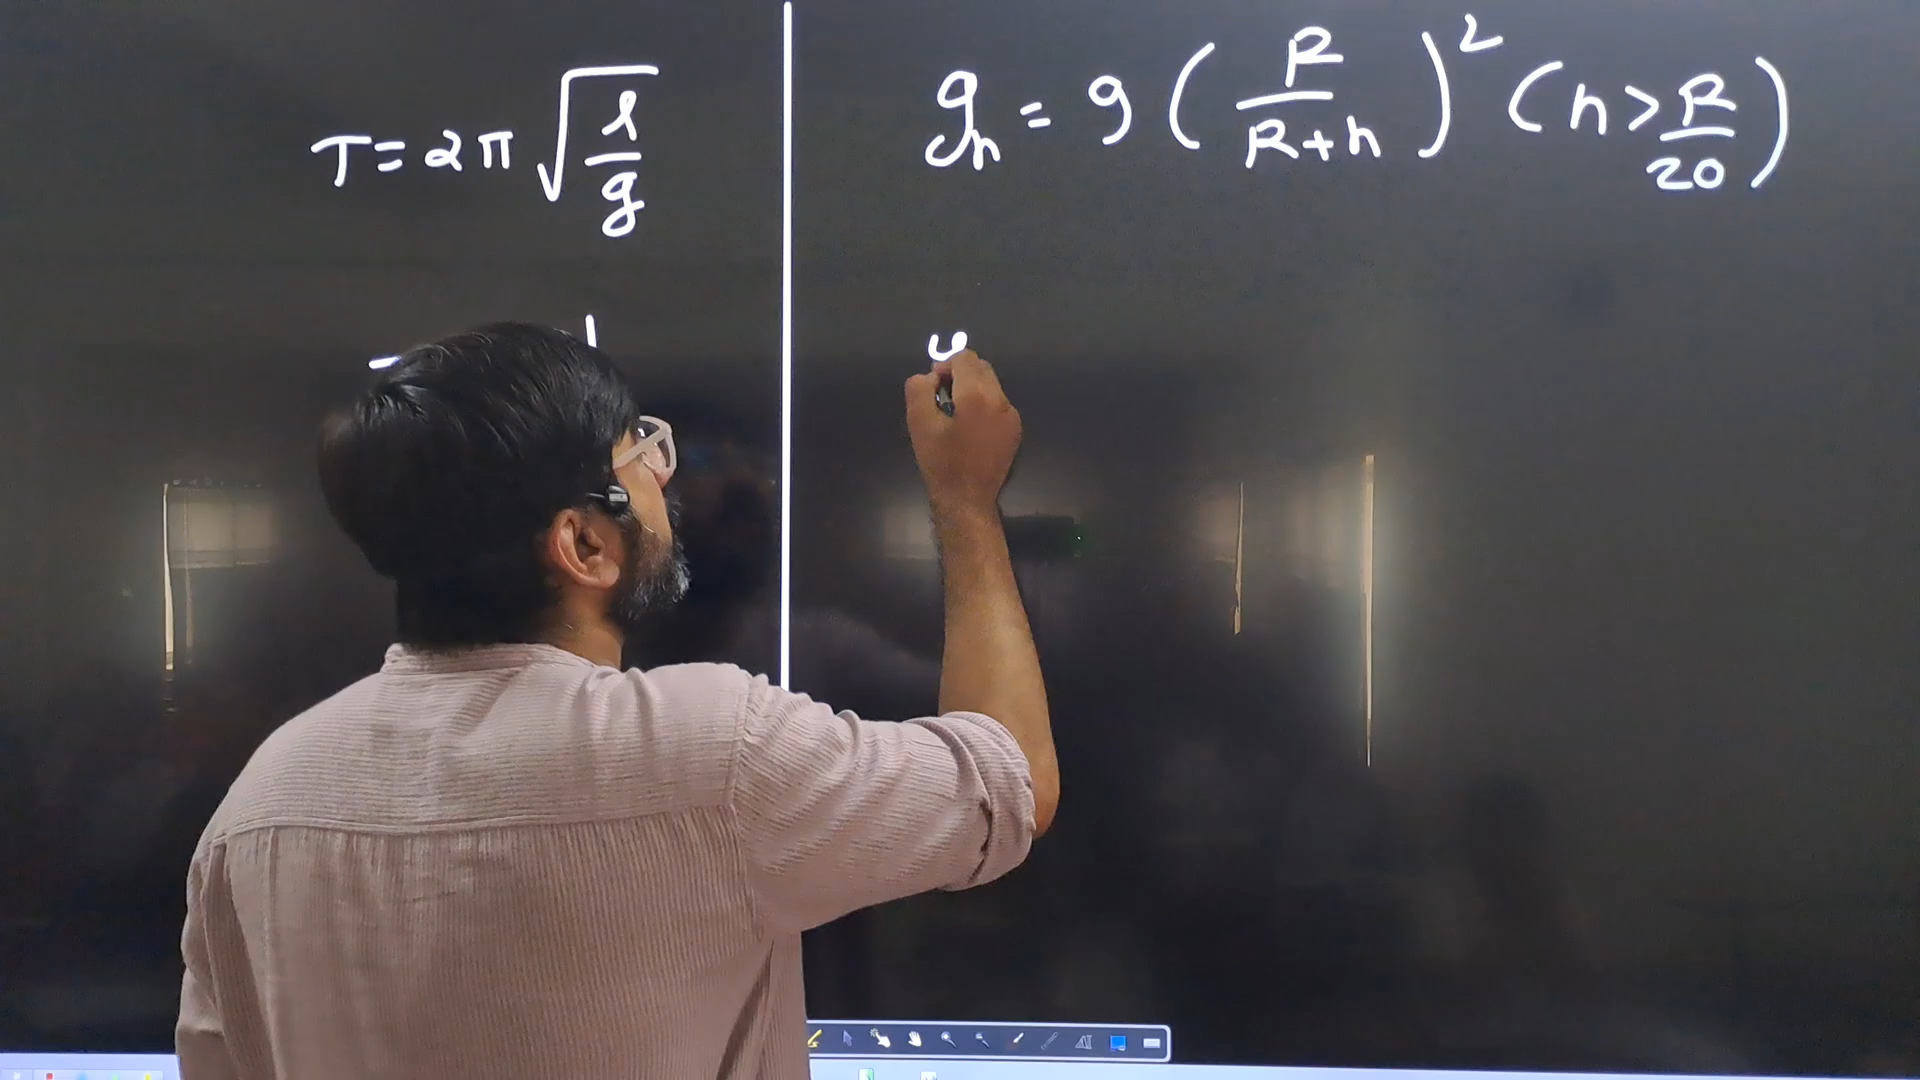 T = 2π √(l/g)
gh = g (R/R+h)² (h > R/20)